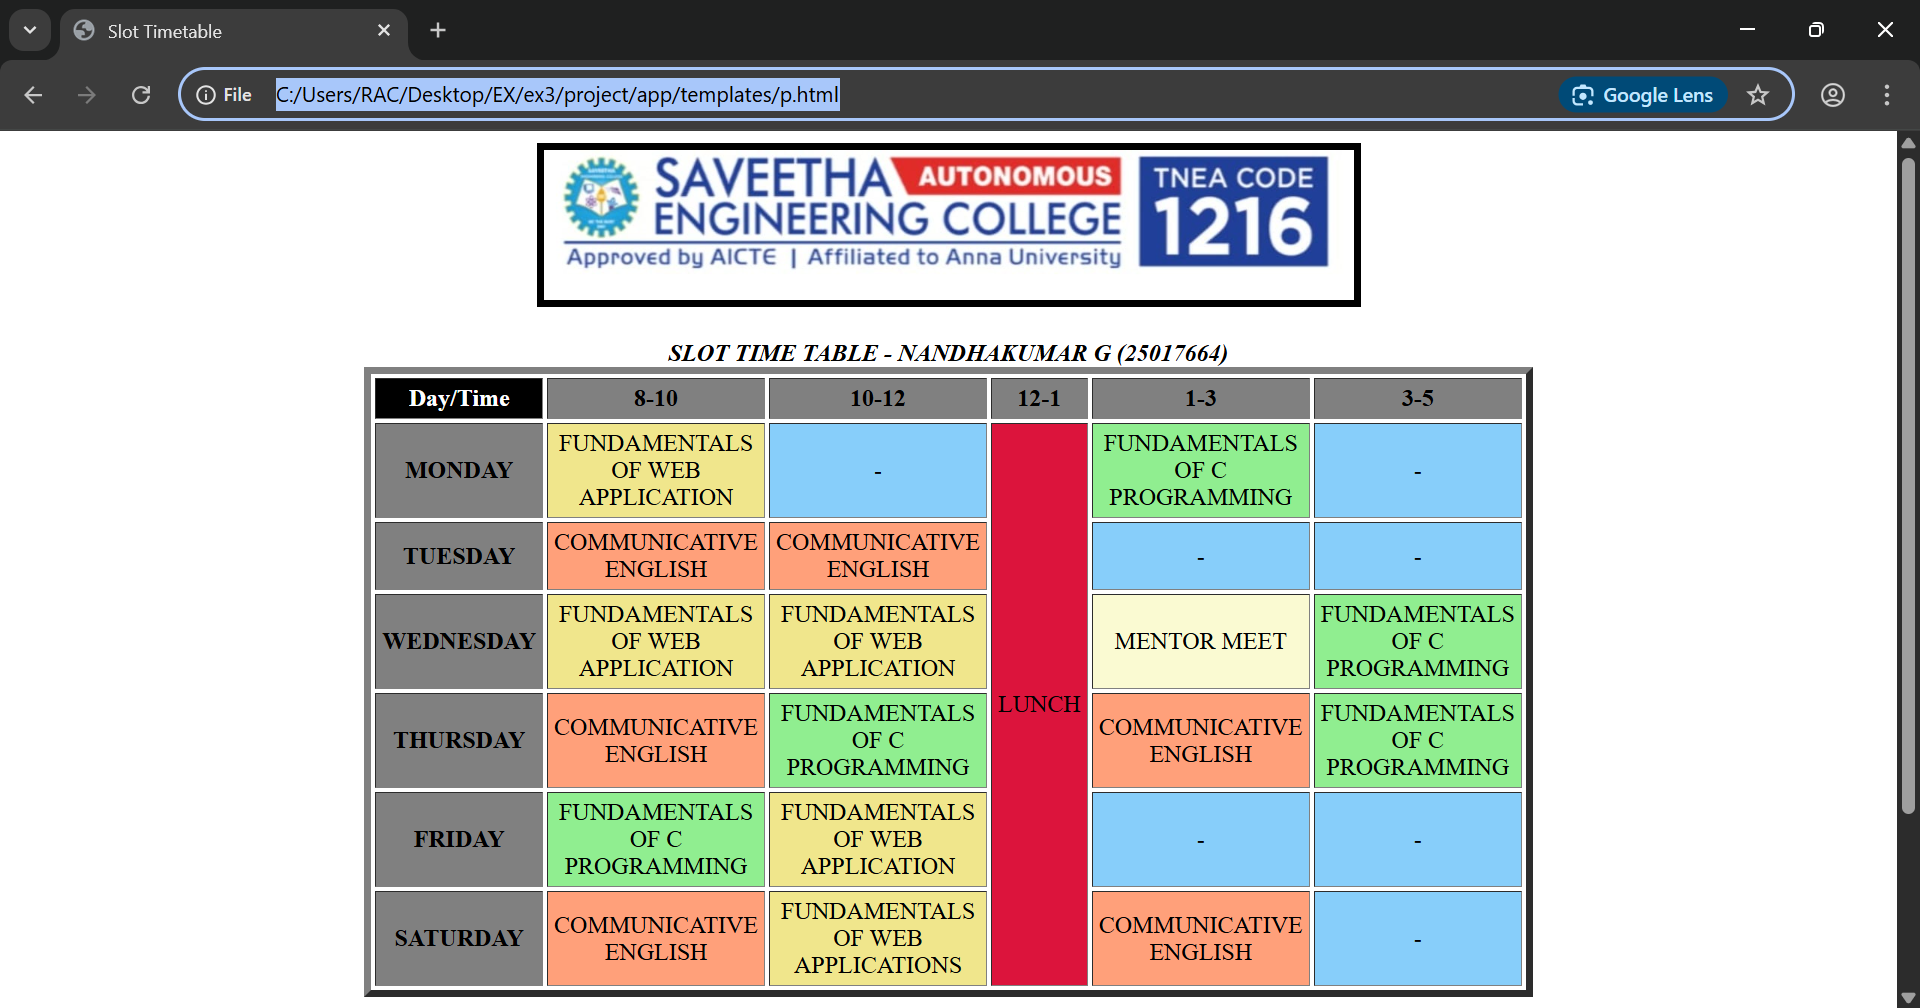 Slot Timetable
File
C:/Users/RAC/Desktop/EX/ex3/project/app/templates/p.html
Google Lens
SAVEETHA AUTONOMOUS
ENGINEERING COLLEGE
Approved by AICTE | Affiliated to Anna University
TNEA CODE
1216
SLOT TIME TABLE - NANDHAKUMAR G (25017664)
Day/Time 8-10 10-12 12-1 1-3 3-5
MONDAY
FUNDAMENTALS
OF WEB
APPLICATION
-
LUNCH
FUNDAMENTALS
OF C
PROGRAMMING
-
TUESDAY
COMMUNICATIVE
ENGLISH
COMMUNICATIVE
ENGLISH
-
-
WEDNESDAY
FUNDAMENTALS
OF WEB
APPLICATION
FUNDAMENTALS
OF WEB
APPLICATION
MENTOR MEET
FUNDAMENTALS
OF C
PROGRAMMING
THURSDAY
COMMUNICATIVE
ENGLISH
FUNDAMENTALS
OF C
PROGRAMMING
COMMUNICATIVE
ENGLISH
FUNDAMENTALS
OF C
PROGRAMMING
FRIDAY
FUNDAMENTALS
OF C
PROGRAMMING
FUNDAMENTALS
OF WEB
APPLICATION
-
-
SATURDAY
COMMUNICATIVE
ENGLISH
FUNDAMENTALS
OF WEB
APPLICATIONS
COMMUNICATIVE
ENGLISH
-